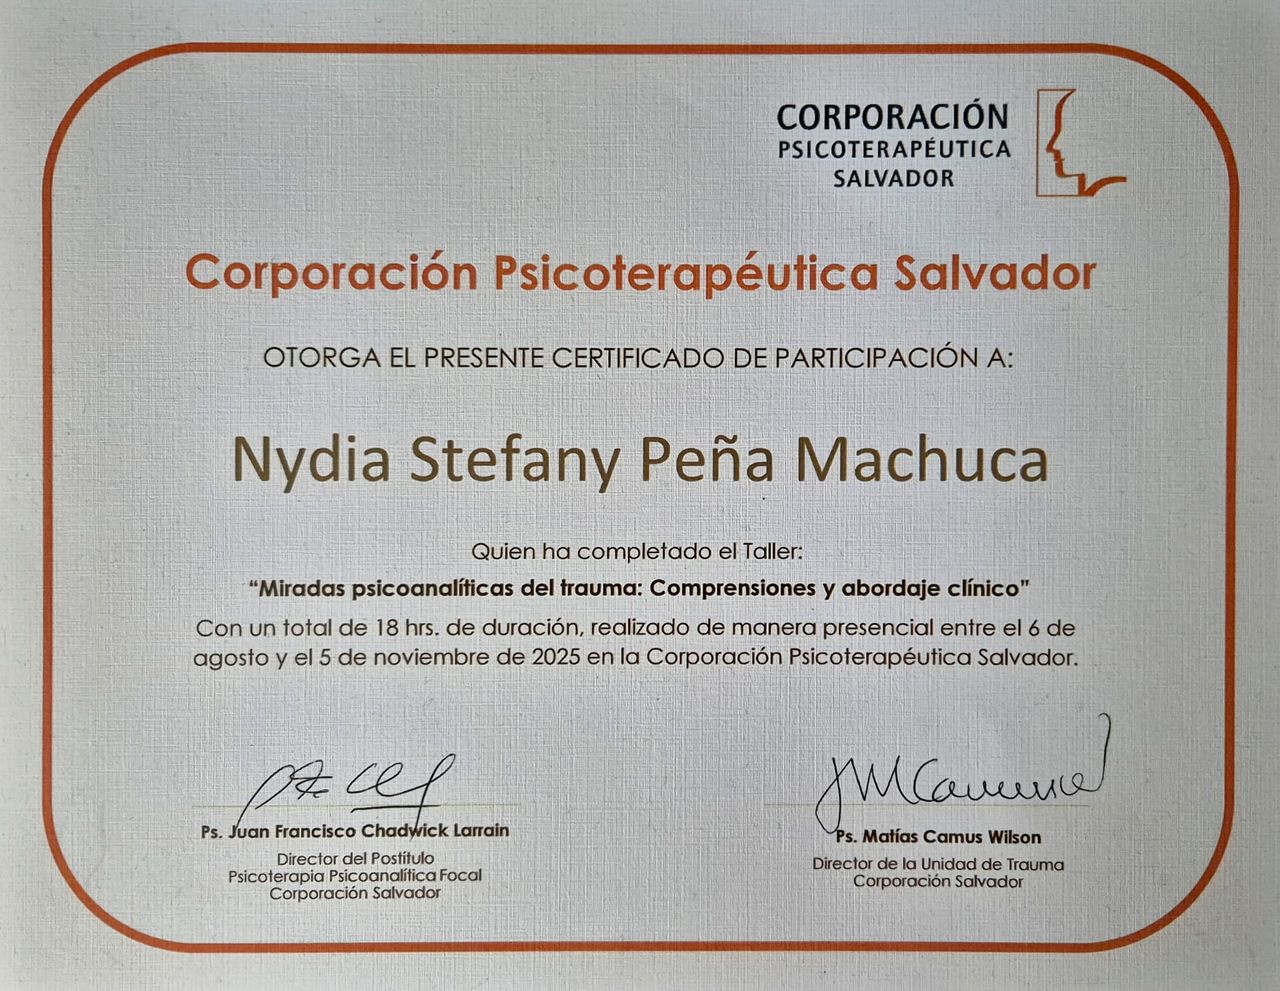 CORPORACIÓN
PSICOTERAPÉUTICA
SALVADOR
Corporación Psicoterapéutica Salvador
OTORGA EL PRESENTE CERTIFICADO DE PARTICIPACIÓN A:
Nydia Stefany Peña Machuca
Quien ha completado el Taller:
“Miradas psicoanalíticas del trauma: Comprensiones y abordaje clínico”
Con un total de 18 hrs. de duración, realizado de manera presencial entre el 6 de
agosto y el 5 de noviembre de 2025 en la Corporación Psicoterapéutica Salvador.
Ps. Juan Francisco Chadwick Larrain
Director del Postítulo
Psicoterapia Psicoanalítica Focal
Corporación Salvador
Ps. Matías Camus Wilson
Director de la Unidad de Trauma
Corporación Salvador